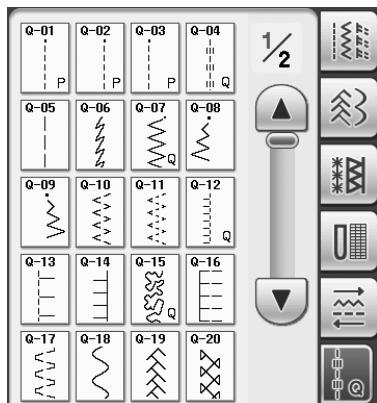 Q-01 Q-02 Q-03 Q-04 1/2
P P P Q
Q-05 Q-06 Q-07 Q-08
Q
Q-09 Q-10 Q-11 Q-12
Q
Q-13 Q-14 Q-15 Q-16
Q
Q-17 Q-18 Q-19 Q-20
Q